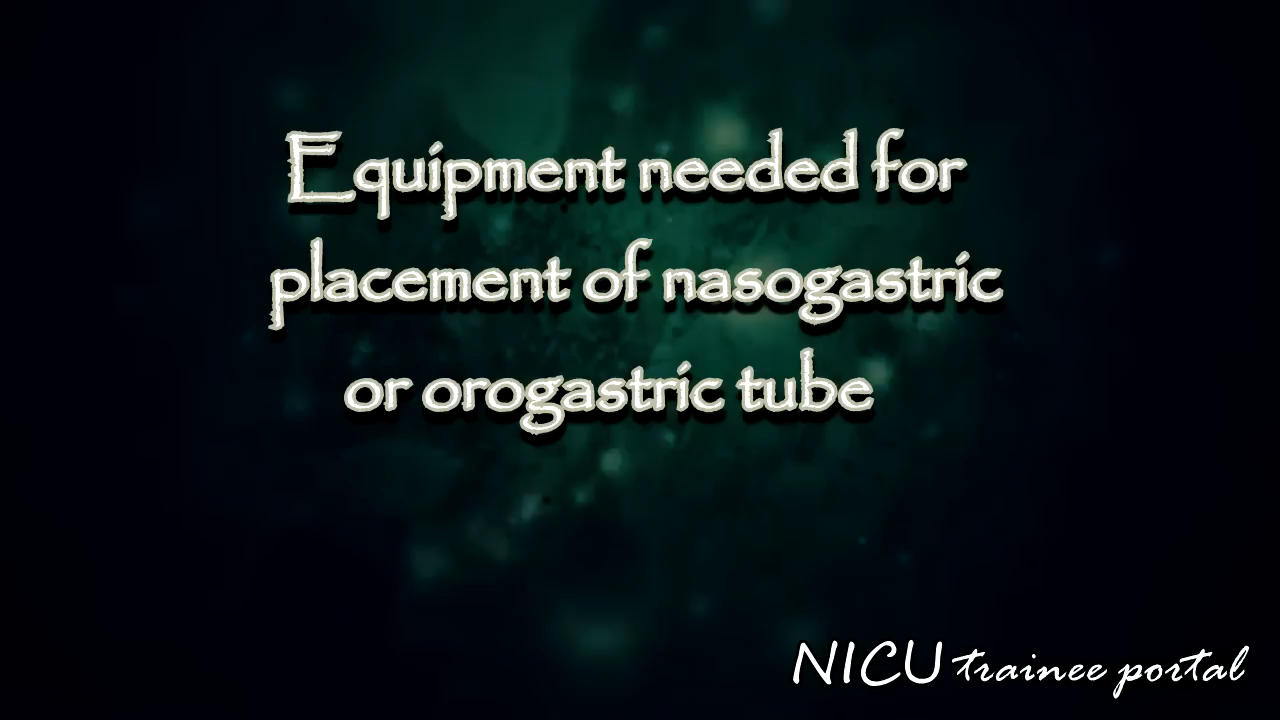 Equipment needed for
placement of nasogastric
or orogastric tube
NICU trainee portal